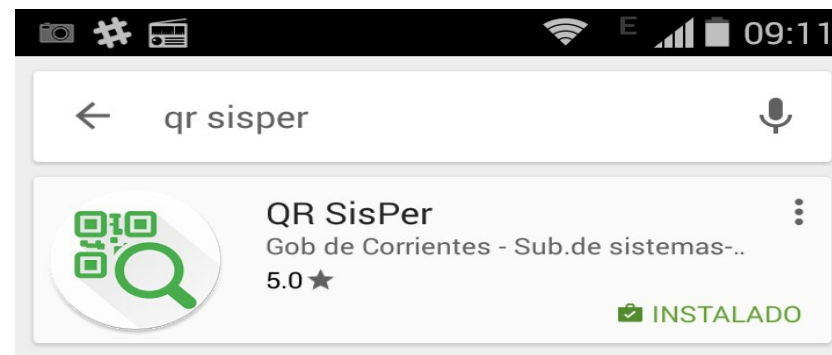 E 09:11
qr sisper
QR SisPer
Gob de Corrientes - Sub.de sistemas-..
5.0
INSTALADO